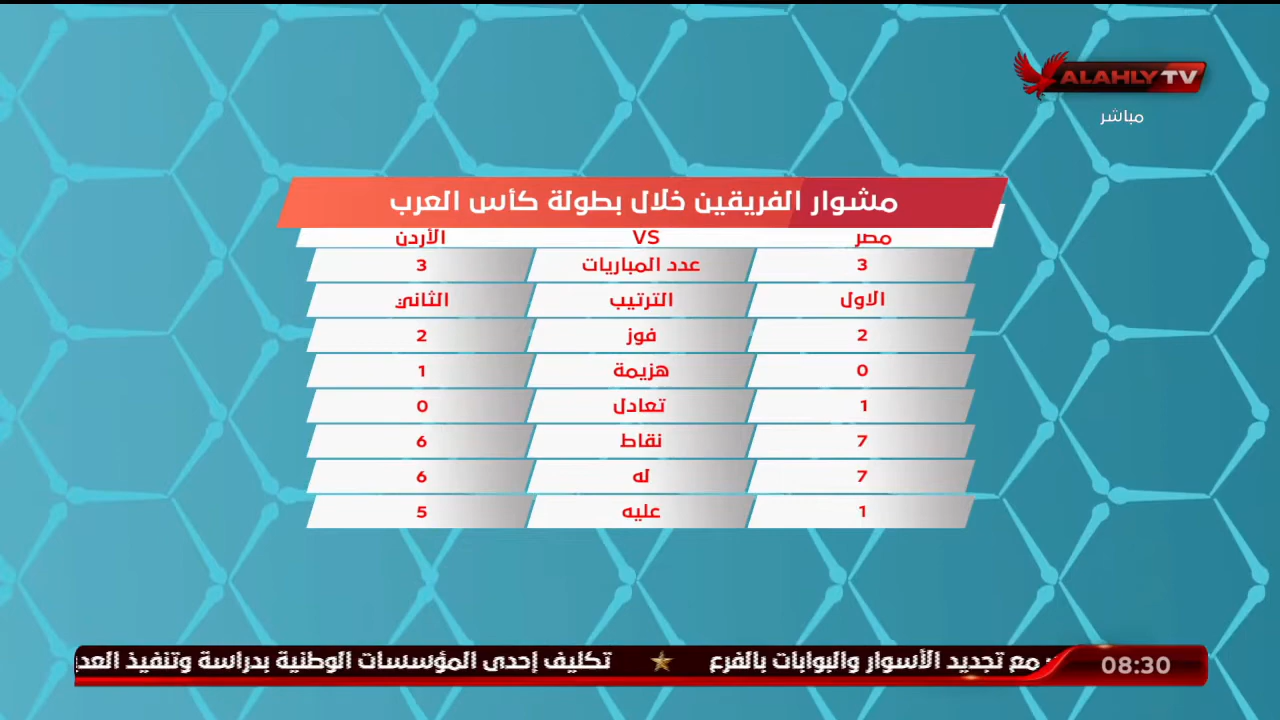 ALAHLY TV
مباشر
مشوار الفريقين خلال بطولة كأس العرب
مصر VS الأردن
3 عدد المباريات 3
الاول الترتيب الثاني
2 فوز 2
0 هزيمة 1
1 تعادل 0
7 نقاط 6
7 له 6
1 عليه 5
08:30 مع تجديد الأسوار والبوابات بالفرع ★ تكليف إحدى المؤسسات الوطنية بدراسة وتنفيذ